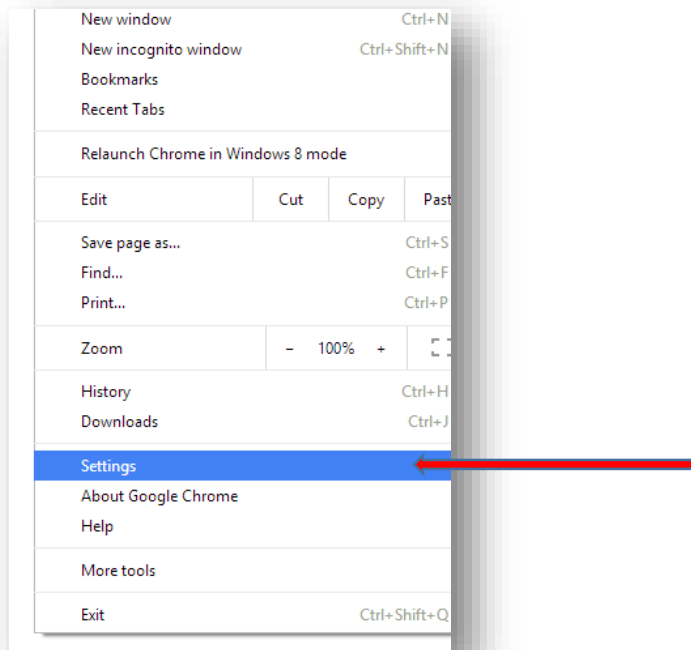 New window Ctrl+N
New incognito window Ctrl+Shift+N
Bookmarks
Recent Tabs
Relaunch Chrome in Windows 8 mode
Edit Cut Copy Past
Save page as... Ctrl+S
Find... Ctrl+F
Print... Ctrl+P
Zoom - 100% +
History Ctrl+H
Downloads Ctrl+J
Settings
About Google Chrome
Help
More tools
Exit Ctrl+Shift+Q